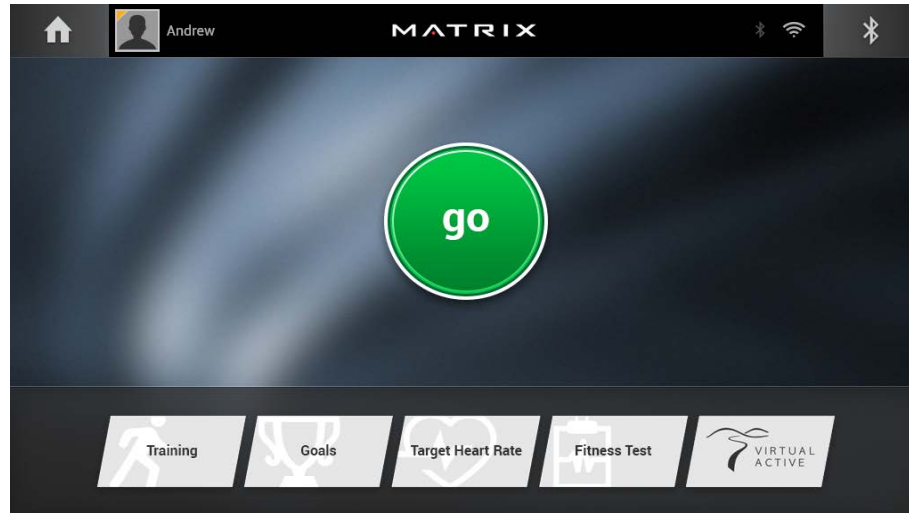 Andrew
MATRIX
go
Training
Goals
Target Heart Rate
Fitness Test
VIRTUAL
ACTIVE